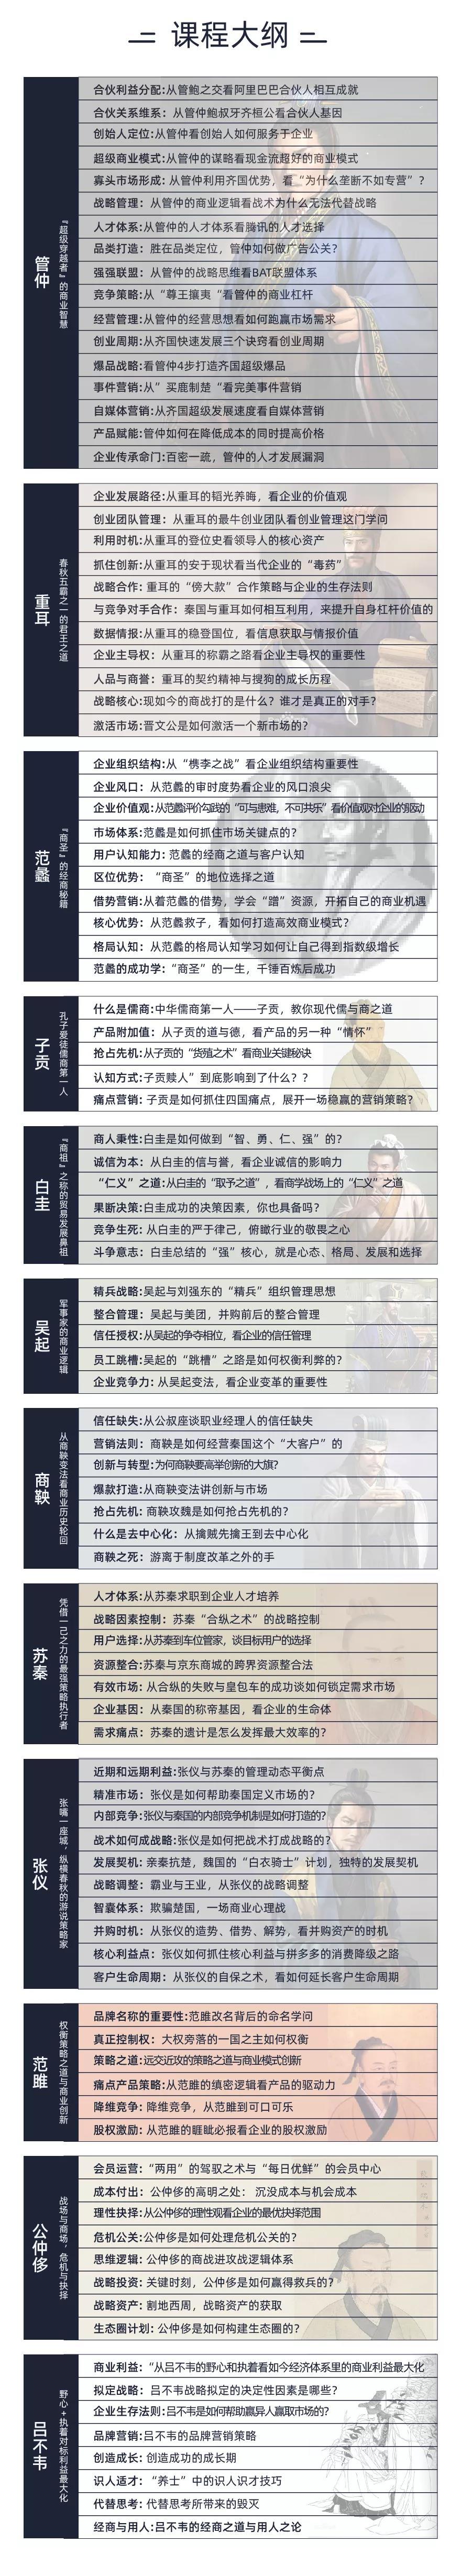 课程大纲
管仲
『超级穿越者』的商业智慧
合伙利益分配:从管鲍之交看阿里巴巴合伙人相互成就
合伙关系维系：从管仲鲍叔牙齐桓公看合伙人基因
创始人定位:从管仲看创始人如何服务于企业
超级商业模式:从管仲的谋略看现金流超好的商业模式
寡头市场形成: 从管仲利用齐国优势，看“为什么垄断不如专营”？
战略管理：从管仲的商业逻辑看战术为什么无法代替战略
人才体系:从管仲的人才体系看腾讯的人才选择
品类打造：胜在品类定位，管仲如何做广告公关?
强强联盟：从管仲的战略思维看BAT联盟体系
竞争策略:从“尊王攘夷“看管仲的商业杠杆
经营管理:从管仲的经营思想看如何跑赢市场需求
创业周期:从齐国快速发展三个诀窍看创业周期
爆品战略:看管仲4步打造齐国超级爆品
事件营销:从”买鹿制楚“看完美事件营销
自媒体营销:从齐国超级发展速度看自媒体营销
产品赋能:管仲如何在降低成本的同时提高价格
企业传承命门:百密一疏，管仲的人才发展漏洞
重耳
春秋五霸之一的君王之道
企业发展路径:从重耳的韬光养晦，看企业的价值观
创业团队管理：从重耳的最牛创业团队看创业管理这门学问
利用时机:从重耳的登位史看领导人的核心资产
抓住创新:从重耳的安于现状看当代企业的“毒药”
战略合作: 重耳的“傍大款”合作策略与企业的生存法则
与竞争对手合作：秦国与重耳如何相互利用，来提升自身杠杆价值的
数据情报:从重耳的稳登国位，看信息获取与情报价值
企业主导权：从重耳的称霸之路看企业主导权的重要性
人品与商誉：重耳的契约精神与搜狗的成长历程
战略核心:现如今的商战打的是什么？谁才是真正的对手?
激活市场:晋文公是如何激活一个新市场的?
范蠡
『商圣』的经商秘籍
企业组织结构:从“檇李之战”看企业组织结构重要性
企业风口：从范蠡的审时度势看企业的风口浪尖
企业价值观:从范蠡评价勾践的“可与患难，不可共乐”看价值观对企业的驱动
市场体系:范蠡是如何抓住市场关键点的?
用户认知能力: 范蠡的经商之道与客户认知
区位优势：“商圣”的地位选择之道
借势营销:从着范蠡的借势，学会“蹭”资源，开拓自己的商业机遇
核心优势：从范蠡救子，看如何打造高效商业模式?
格局认知：从范蠡的格局认知学习如何让自己得到指数级增长
范蠡的成功学:“商圣”的一生，千锤百炼后成功
子贡
孔子爱徒儒商第一人
什么是儒商:中华儒商第一人——子贡，教你现代儒与商之道
产品附加值：从子贡的道与德，看产品的另一种“情怀”
抢占先机:从子贡的“货殖之术”看商业关键秘诀
认知方式:子贡赎人”到底影响到了什么？？
痛点营销: 子贡是如何抓住四国痛点，展开一场稳赢的营销策略?
白圭
『商祖』之称的贸易发展鼻祖
商人秉性:白圭是如何做到“智、勇、仁、强”的?
诚信为本：从白圭的信与誉，看企业诚信的影响力
“仁义”之道:从白圭的“取予之道”，看商学战场上的“仁义”之道
果断决策:白圭成功的决策因素，你也具备吗?
竞争生死: 从白圭的严于律己，俯瞰行业的敬畏之心
斗争意志：白圭总结的“强”核心，就是心态、格局、发展和选择
吴起
军事家的商业逻辑
精兵战略:吴起与刘强东的“精兵”组织管理思想
整合管理：吴起与美团，并购前后的整合管理
信任授权:从吴起的争夺相位，看企业的信任管理
员工跳槽:吴起的“跳槽”之路是如何权衡利弊的?
企业竞争力: 从吴起变法，看企业变革的重要性
商鞅
从商鞅变法看商业历史轮回
信任缺失:从公叔座谈职业经理人的信任缺失
营销法则：商鞅是如何经营秦国这个“大客户”的
创新与转型:为何商鞅要高举创新的大旗?
爆款打造:从商鞅变法讲创新与市场
抢占先机: 商鞅攻魏是如何抢占先机的?
什么是去中心化：从擒贼先擒王到去中心化
商鞅之死：游离于制度改革之外的手
苏秦
凭借一己之力的最强策略执行者
人才体系:从苏秦求职到企业人才培养
战略因素控制：苏秦“合纵之术”的战略控制
用户选择:从苏秦到车位管家，谈目标用户的选择
资源整合:苏秦与京东商城的跨界资源整合法
有效市场: 从合纵的失败与皇包车的成功谈如何锁定需求市场
企业基因：从秦国的称帝基因，看企业的生命体
需求痛点：苏秦的遗计是怎么发挥最大效率的?
张仪
张嘴一座城，纵横春秋的游说策略家
近期和远期利益:张仪与苏秦的管理动态平衡点
精准市场：张仪是如何帮助秦国定义市场的?
内部竞争:张仪与秦国的内部竞争机制是如何打造的?
战术如何成战略:张仪是如何把战术打成战略的?
发展契机: 亲秦抗楚，魏国的“白衣骑士”计划，独特的发展契机
战略调整：霸业与王业，从张仪的战略调整
智囊体系：欺骗楚国，一场商业心理战
并购时机：从张仪的造势、借势、解势，看并购资产的时机
核心利益点：张仪如何抓住核心利益与拼多多的消费降级之路
客户生命周期：从张仪的自保之术，看如何延长客户生命周期
范雎
权衡策略之道与商业创新
品牌名称的重要性:范雎改名背后的命名学问
真正控制权：大权旁落的一国之主如何权衡
策略之道:远交近攻的策略之道与商业模式创新
痛点产品策略:从范雎的缜密逻辑看产品的驱动力
降维竞争: 降维竞争，从范雎到可口可乐
股权激励: 从范雎的睚眦必报看企业的股权激励
公仲侈
战场与商场，危机与抉择
会员运营:“两用”的驾驭之术与“每日优鲜”的会员中心
成本付出：公仲侈的高明之处： 沉没成本与机会成本
理性抉择:从公仲侈的理性观看企业的最优抉择范围
危机公关:公仲侈是如何处理危机公关的?
思维逻辑: 公仲侈的商战进攻战逻辑体系
战略投资: 关键时刻，公仲侈是如何赢得救兵的?
战略资产：割地西周，战略资产的获取
生态圈计划: 公仲侈是如何构建生态圈的?
吕不韦
野心+执着对标利益最大化
商业利益:“从吕不韦的野心和执着看如今经济体系里的商业利益最大化
拟定战略：吕不韦战略拟定的决定性因素是哪些?
企业生存法则:吕不韦是如何帮助嬴异人赢取市场的?
品牌营销:吕不韦的品牌营销策略
创造成长: 创造成功的成长期
识人适才：“养士”中的识人识才技巧
代替思考: 代替思考所带来的毁灭
经商与用人:吕不韦的经商之道与用人之论